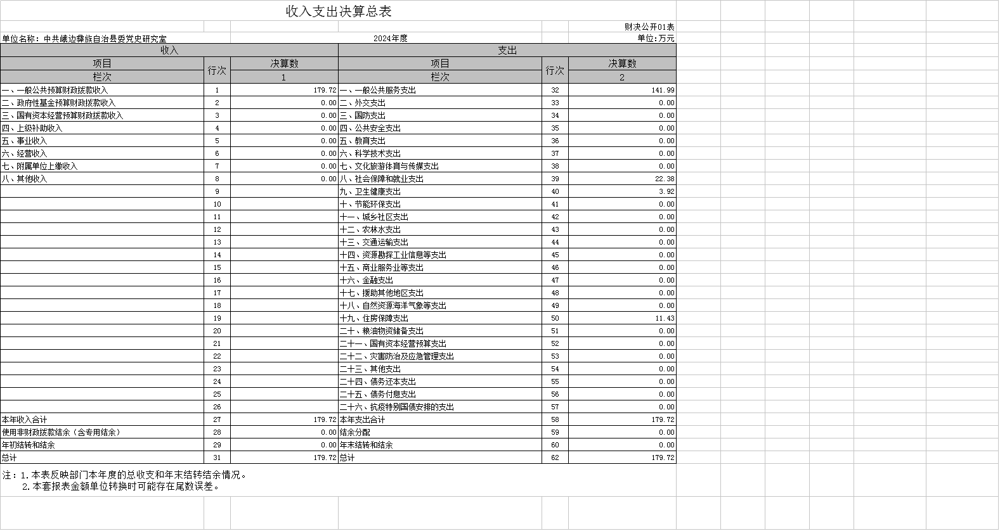 收入支出决算总表
财决公开01表
单位名称：中共峨边彝族自治县委党史研究室 2024年度 单位:万元
收入 支出
项目 行次 决算数 项目 行次 决算数
栏次 1 栏次 2
一、一般公共预算财政拨款收入 1 179.72 一、一般公共服务支出 32 141.99
二、政府性基金预算财政拨款收入 2 0.00 二、外交支出 33 0.00
三、国有资本经营预算财政拨款收入 3 0.00 三、国防支出 34 0.00
四、上级补助收入 4 0.00 四、公共安全支出 35 0.00
五、事业收入 5 0.00 五、教育支出 36 0.00
六、经营收入 6 0.00 六、科学技术支出 37 0.00
七、附属单位上缴收入 7 0.00 七、文化旅游体育与传媒支出 38 0.00
八、其他收入 8 0.00 八、社会保障和就业支出 39 22.38
9 九、卫生健康支出 40 3.92
10 十、节能环保支出 41 0.00
11 十一、城乡社区支出 42 0.00
12 十二、农林水支出 43 0.00
13 十三、交通运输支出 44 0.00
14 十四、资源勘探工业信息等支出 45 0.00
15 十五、商业服务业等支出 46 0.00
16 十六、金融支出 47 0.00
17 十七、援助其他地区支出 48 0.00
18 十八、自然资源海洋气象等支出 49 0.00
19 十九、住房保障支出 50 11.43
20 二十、粮油物资储备支出 51 0.00
21 二十一、国有资本经营预算支出 52 0.00
22 二十二、灾害防治及应急管理支出 53 0.00
23 二十三、其他支出 54 0.00
24 二十四、债务还本支出 55 0.00
25 二十五、债务付息支出 56 0.00
26 二十六、抗疫特别国债安排的支出 57 0.00
本年收入合计 27 179.72 本年支出合计 58 179.72
使用非财政拨款结余（含专用结余） 28 0.00 结余分配 59 0.00
年初结转和结余 29 0.00 年末结转和结余 60 0.00
总计 31 179.72 总计 62 179.72
注：1.本表反映部门本年度的总收支和年末结转结余情况。
2.本套报表金额单位转换时可能存在尾数误差。